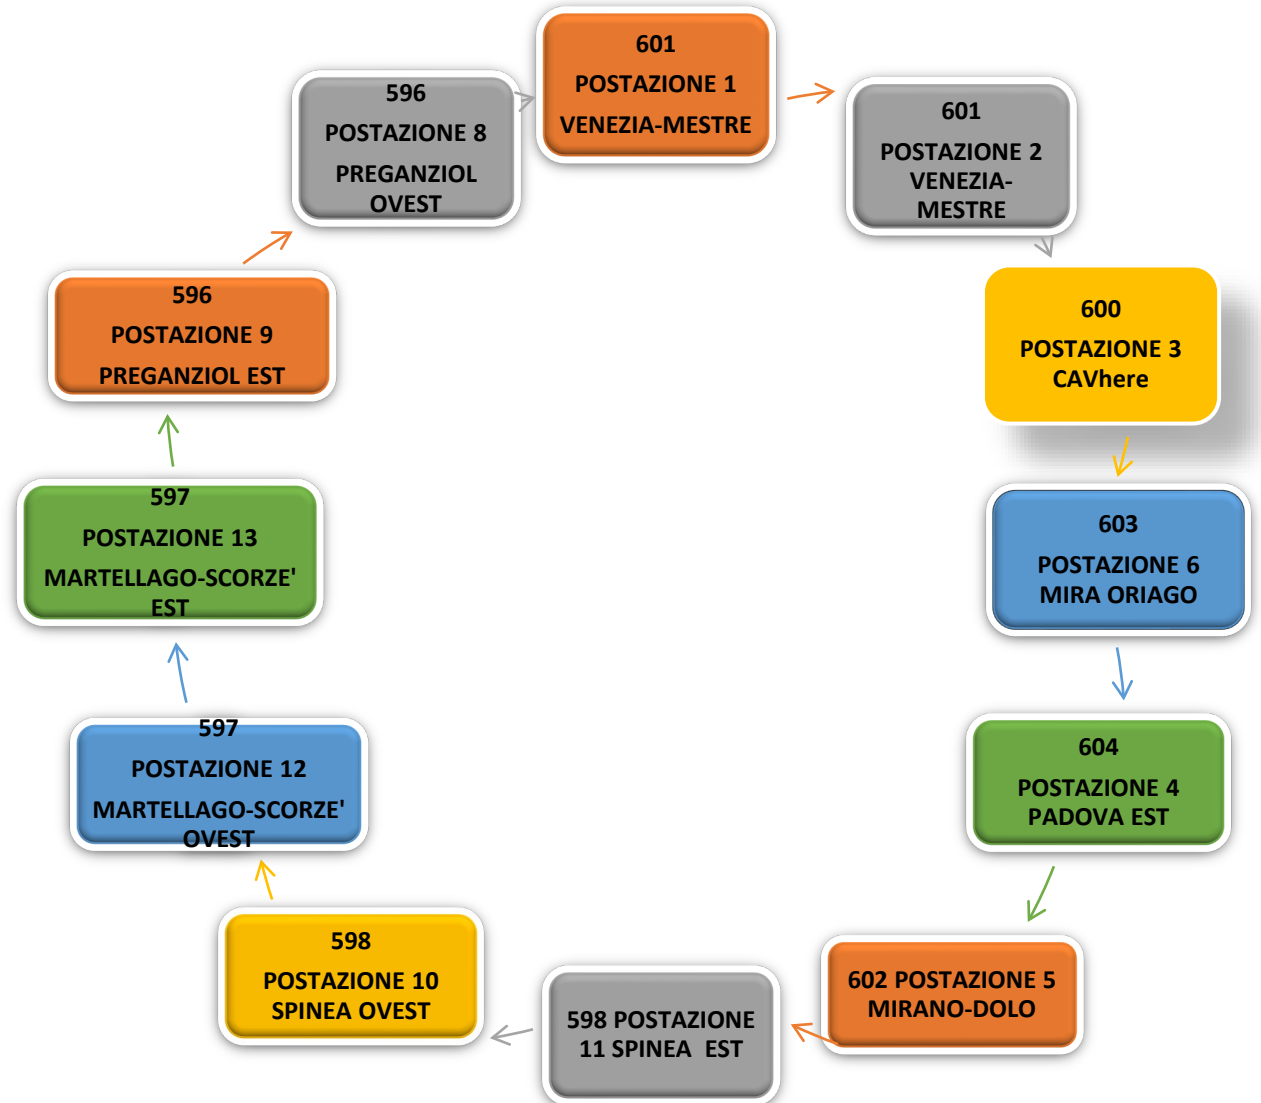 601
POSTAZIONE 1
VENEZIA-MESTRE
601
POSTAZIONE 2
VENEZIA-
MESTRE
600
POSTAZIONE 3
CAVhere
603
POSTAZIONE 6
MIRA ORIAGO
604
POSTAZIONE 4
PADOVA EST
602 POSTAZIONE 5
MIRANO-DOLO
598 POSTAZIONE
11 SPINEA  EST
598
POSTAZIONE 10
SPINEA OVEST
597
POSTAZIONE 12
MARTELLAGO-SCORZE'
OVEST
597
POSTAZIONE 13
MARTELLAGO-SCORZE'
EST
596
POSTAZIONE 9
PREGANZIOL EST
596
POSTAZIONE 8
PREGANZIOL
OVEST